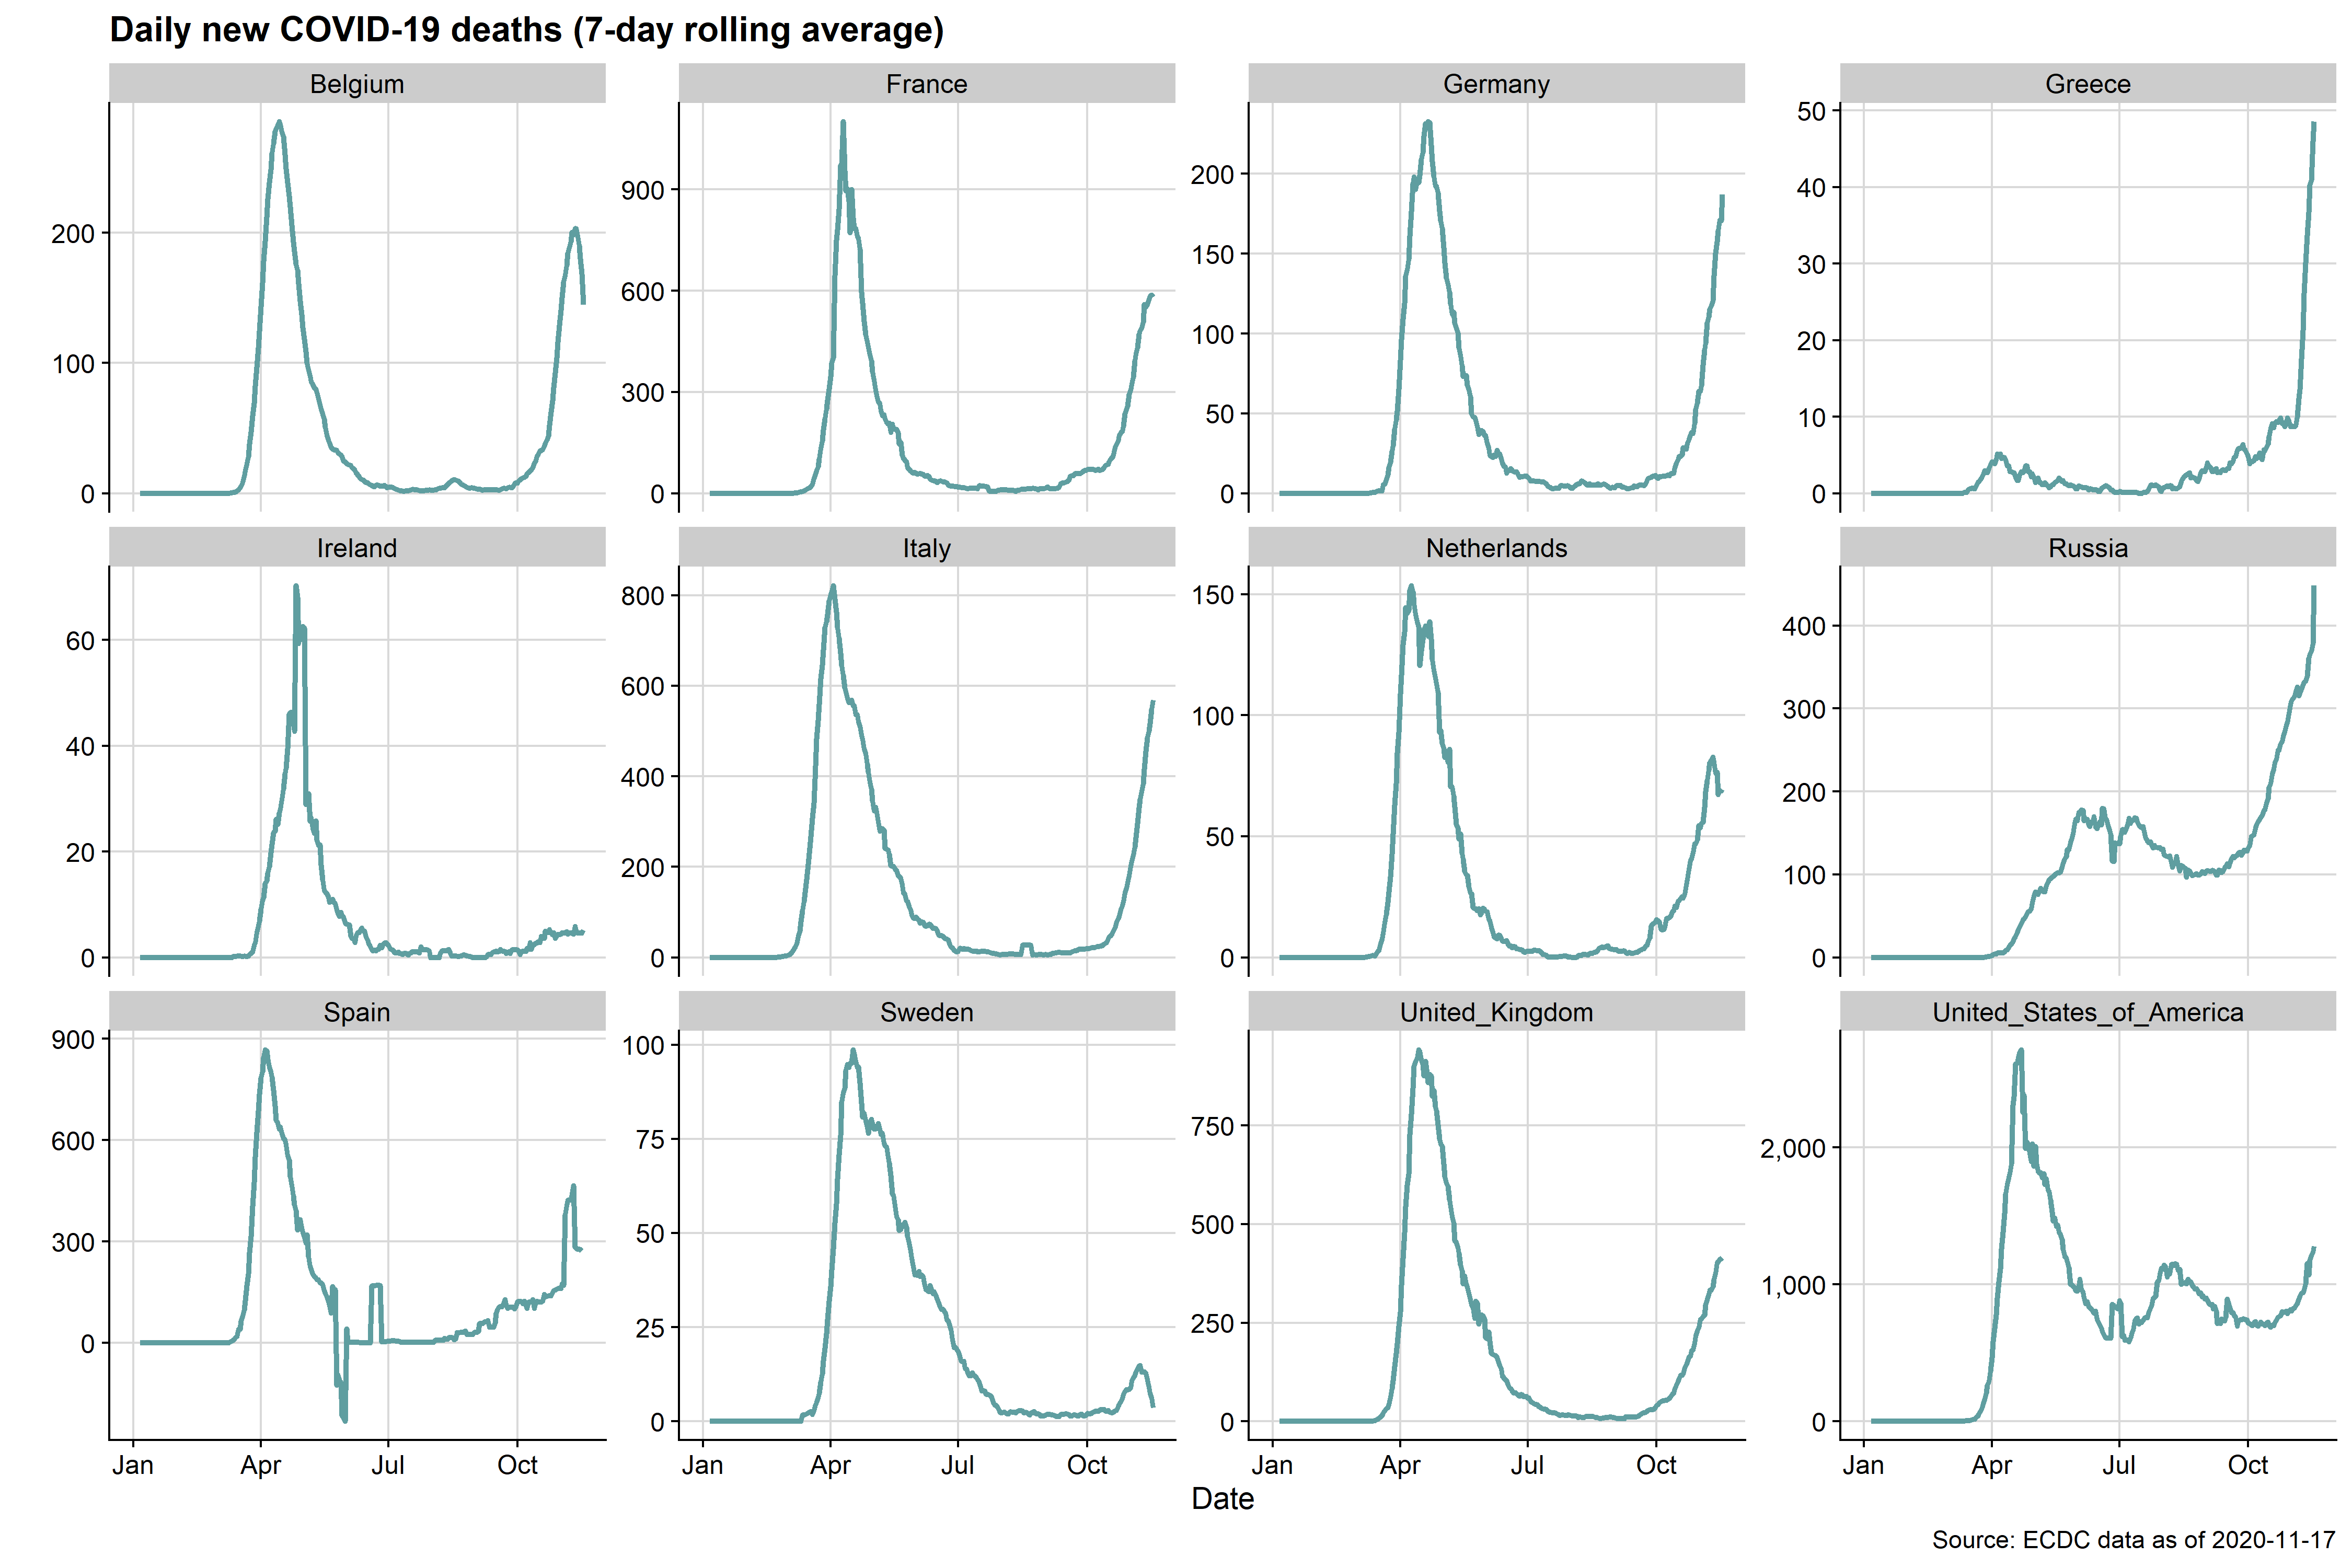 Daily new COVID-19 deaths (7-day rolling average)
Belgium
France
Germany
Greece
200
100
0
900
600
300
0
200
150
100
50
0
50
40
30
20
10
0
Ireland
Italy
Netherlands
Russia
60
40
20
0
800
600
400
200
0
150
100
50
0
400
300
200
100
0
Spain
Sweden
United_Kingdom
United_States_of_America
900
600
300
0
100
75
50
25
0
750
500
250
0
2,000
1,000
0
Jan Apr Jul Oct
Jan Apr Jul Oct
Jan Apr Jul Oct
Jan Apr Jul Oct
Date
Source: ECDC data as of 2020-11-17